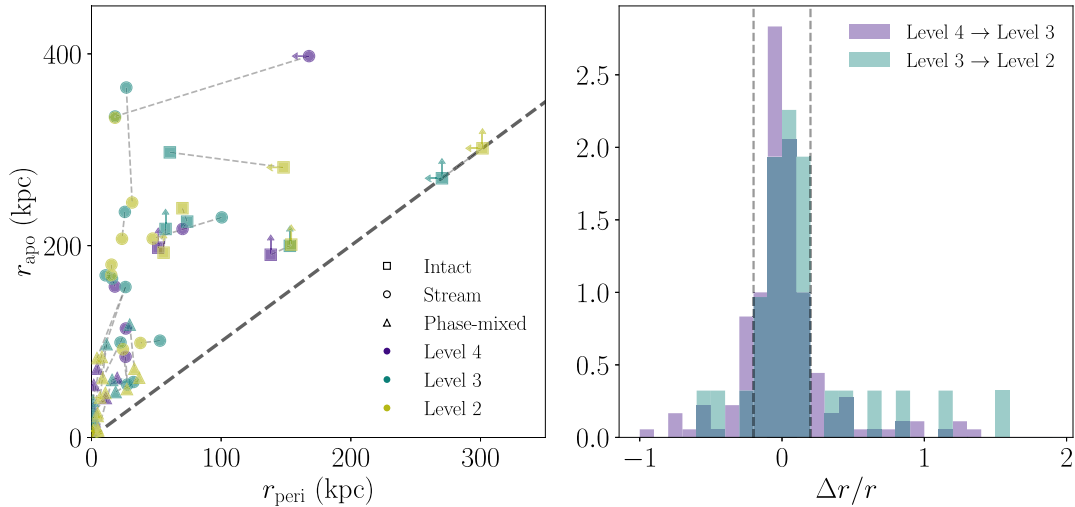 400
200
0
r_apo (kpc)
0
100
200
300
r_peri (kpc)
Intact
Stream
Phase-mixed
Level 4
Level 3
Level 2
2.5
2.0
1.5
1.0
0.5
0.0
−1
0
1
2
Δr/r
Level 4 → Level 3
Level 3 → Level 2